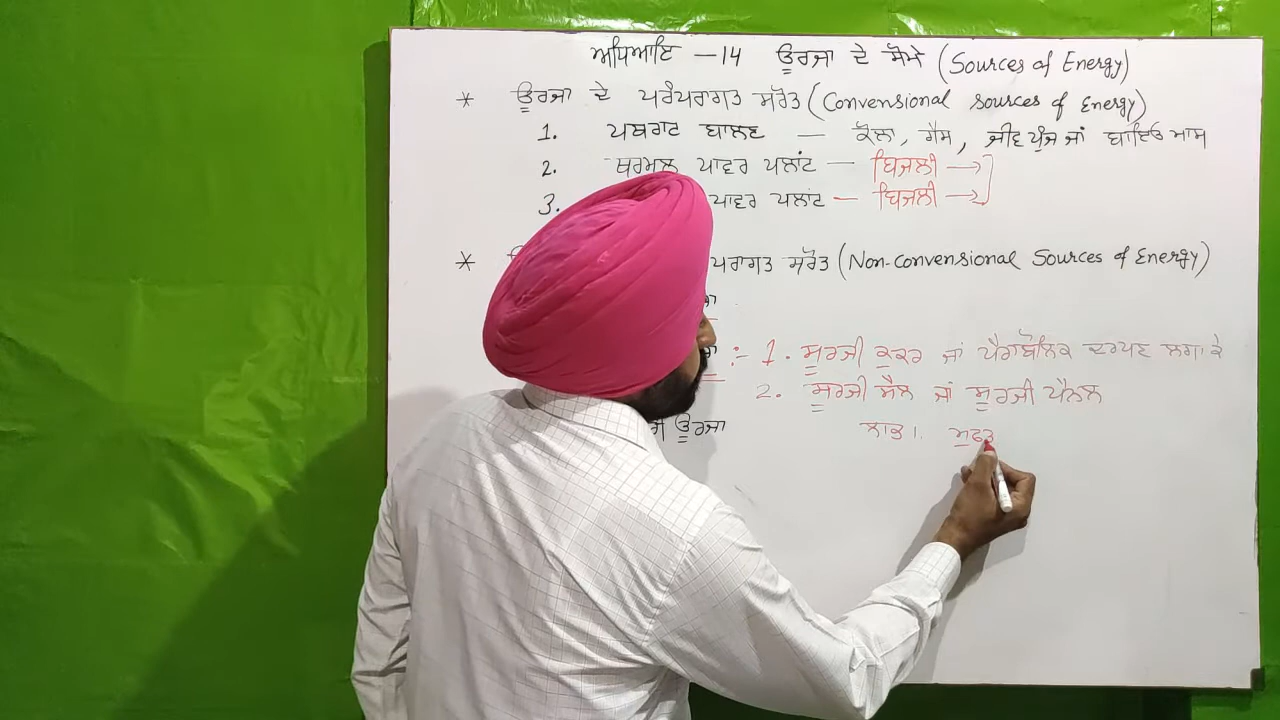 ਅਧਿਆਇ - 14 ਊਰਜਾ ਦੇ ਸੋਮੇ (Sources of Energy)
* ਊਰਜਾ ਦੇ ਪਰੰਪਰਾਗਤ ਸਰੋਤ (Convensional sources of Energy)
1. ਪਥਰਾਟ ਬਾਲਣ — ਕੋਲਾ, ਗੈਸ, ਜੀਵ ਪੁੰਜ ਜਾਂ ਬਾਇਓ ਮਾਸ
2. ਥਰਮਲ ਪਾਵਰ ਪਲਾਂਟ — ਬਿਜਲੀ →
3. ਪਾਵਰ ਪਲਾਂਟ — ਬਿਜਲੀ →
* ਪਰਾਗਤ ਸਰੋਤ (Non-convensional Sources of Energy)
:- 1. ਸੂਰਜੀ ਕੁਕਰ ਜਾਂ ਪੈਰਾਬੋਲਿਕ ਦਰਪਣ ਲਗਾ ਕੇ
2. ਸੂਰਜੀ ਸੈੱਲ ਜਾਂ ਸੂਰਜੀ ਪੈਨਲ
ਊਰਜਾ ਲਾਭ 1. ਮੁਫਤ